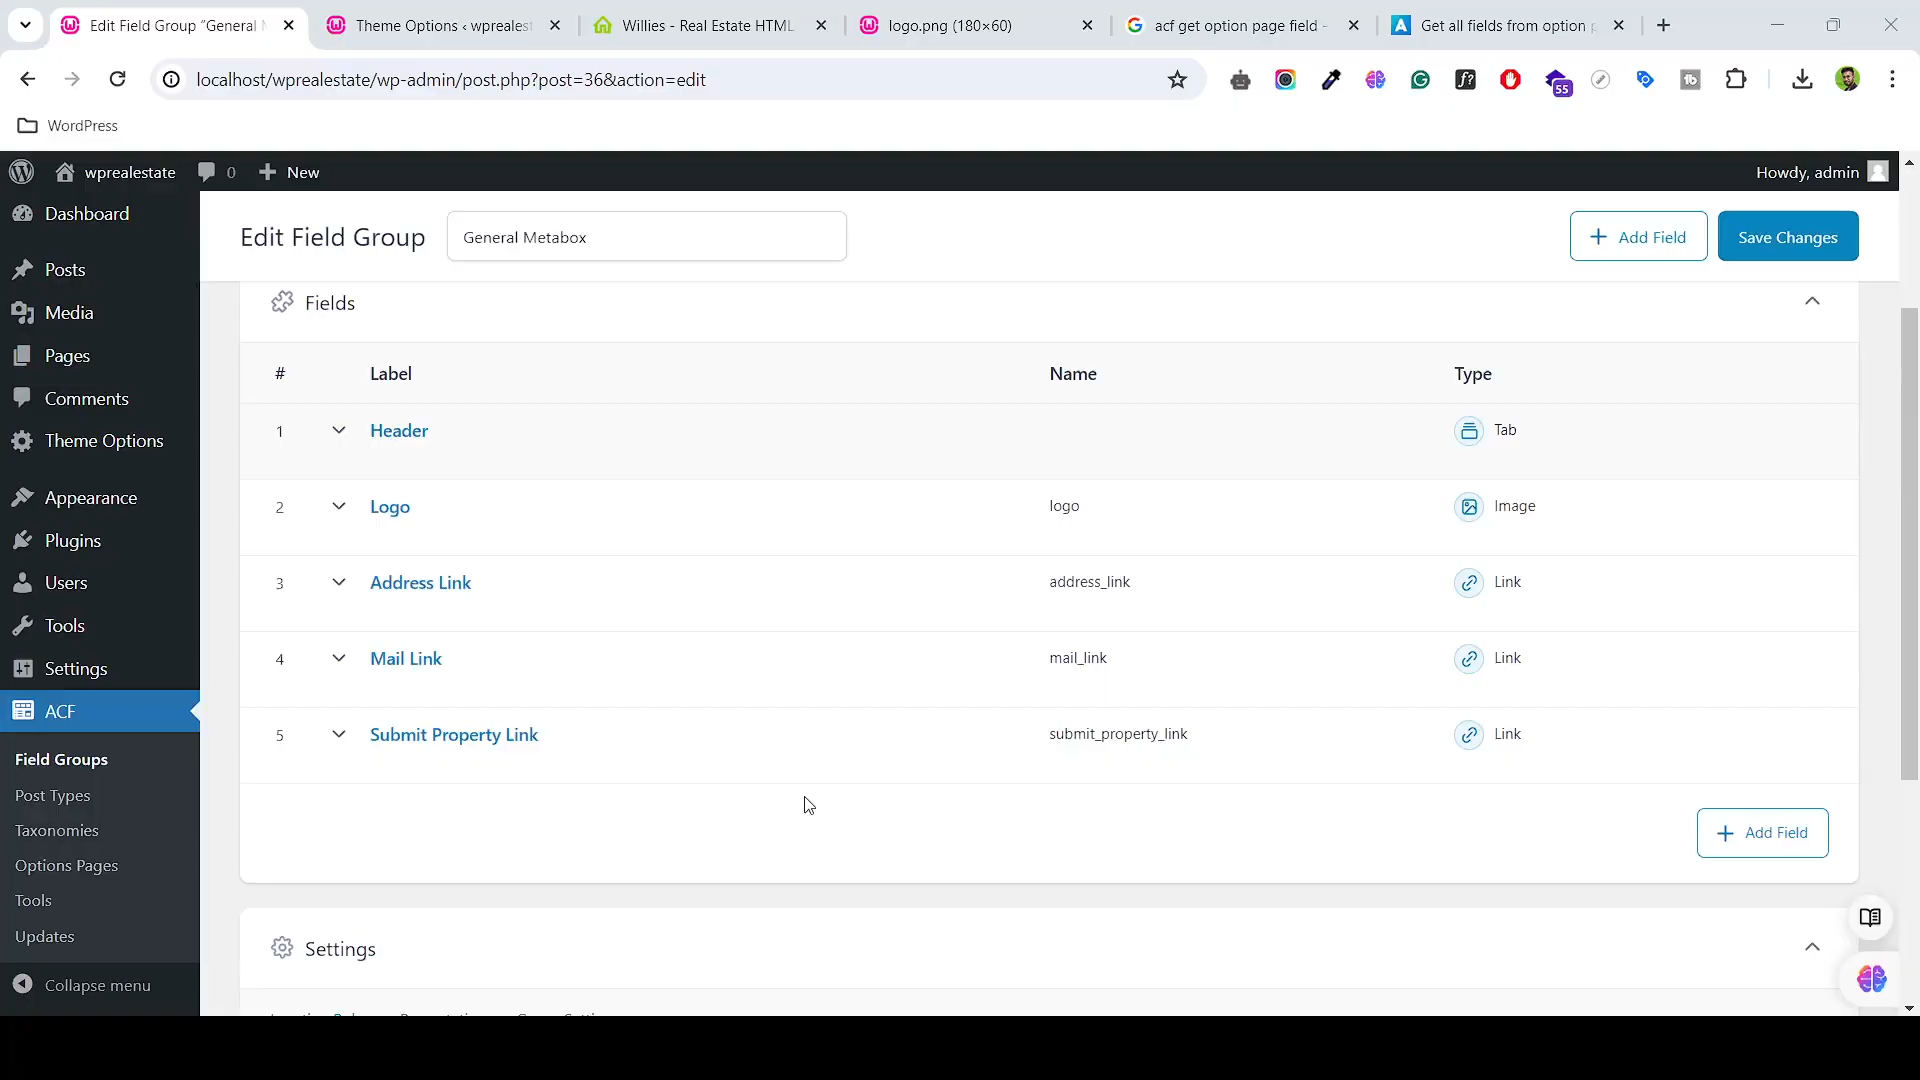 Edit Field Group “General M
Theme Options ‹ wprealest
Willies - Real Estate HTML
logo.png (180×60)
acf get option page field -
Get all fields from option p
localhost/wprealestate/wp-admin/post.php?post=36&action=edit
55
WordPress
wprealestate
0
New
Howdy, admin
Dashboard
Posts
Media
Pages
Comments
Theme Options
Appearance
Plugins
Users
Tools
Settings
ACF
Field Groups
Post Types
Taxonomies
Options Pages
Tools
Updates
Collapse menu
Edit Field Group
General Metabox
Add Field
Save Changes
Fields
# Label Name Type
1 Header Tab
2 Logo logo Image
3 Address Link address_link Link
4 Mail Link mail_link Link
5 Submit Property Link submit_property_link Link
Add Field
Settings